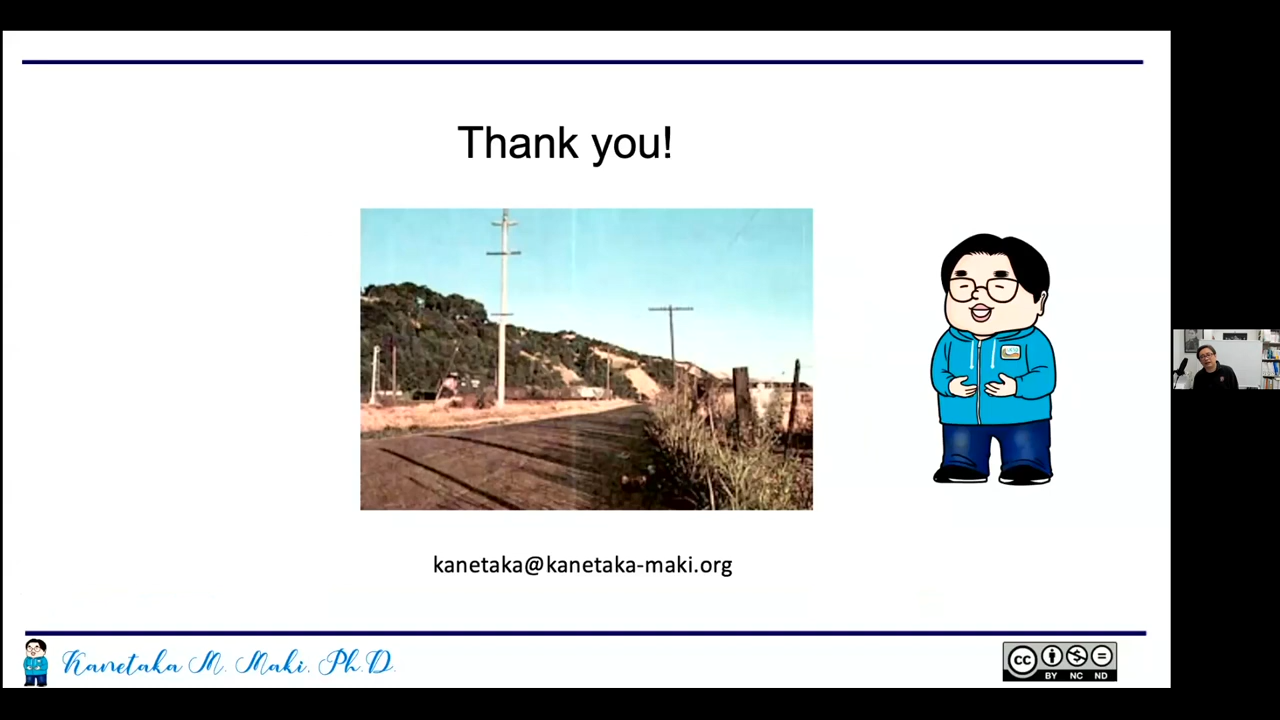 Thank you!
kanetaka@kanetaka-maki.org
Kanetaka M. Maki, Ph.D.
cc
BY NC ND